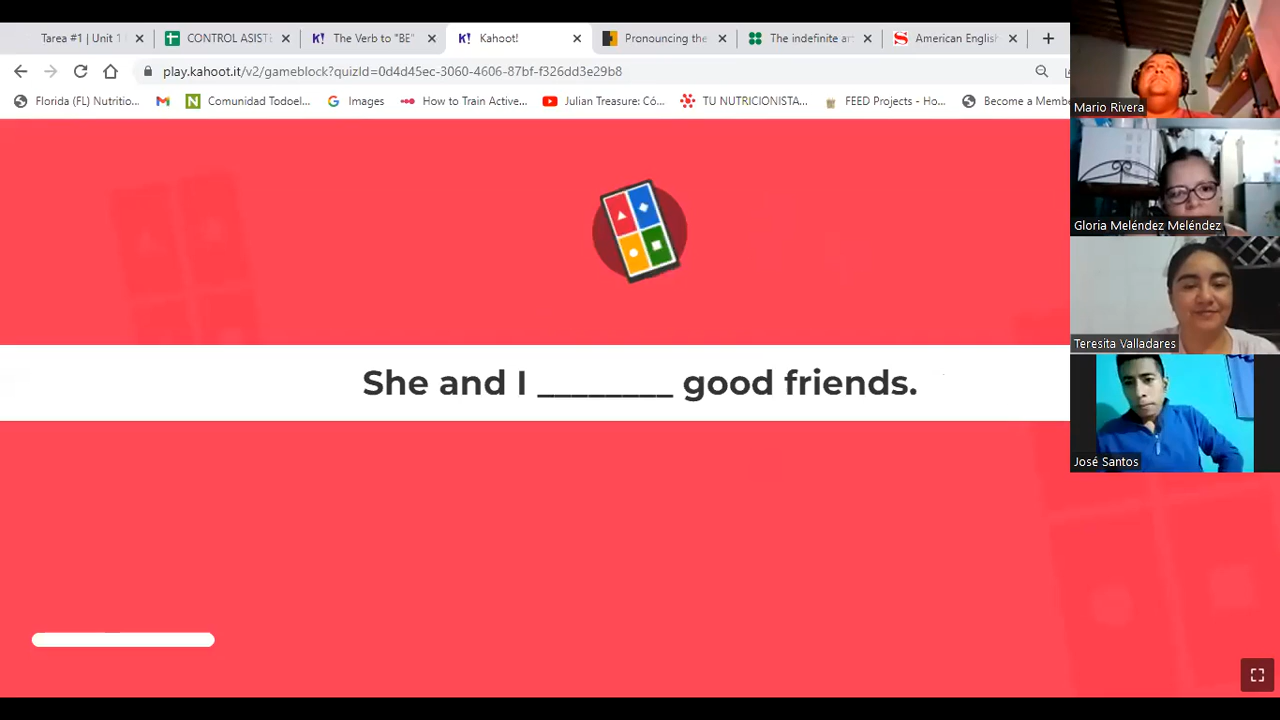 Tarea #1 | Unit 1
CONTROL ASIST
The Verb to "BE"
Kahoot!
Pronouncing the
The indefinite ar
American English
play.kahoot.it/v2/gameblock?quizId=0d4d45ec-3060-4606-87bf-f326dd3e29b8
Florida (FL) Nutritio...
Comunidad Todoel...
Images
How to Train Active...
Julian Treasure: Có...
TU NUTRICIONISTA...
FEED Projects - Ho...
Become a Memb
She and I ________ good friends.
Mario Rivera
Gloria Meléndez Meléndez
Teresita Valladares
José Santos